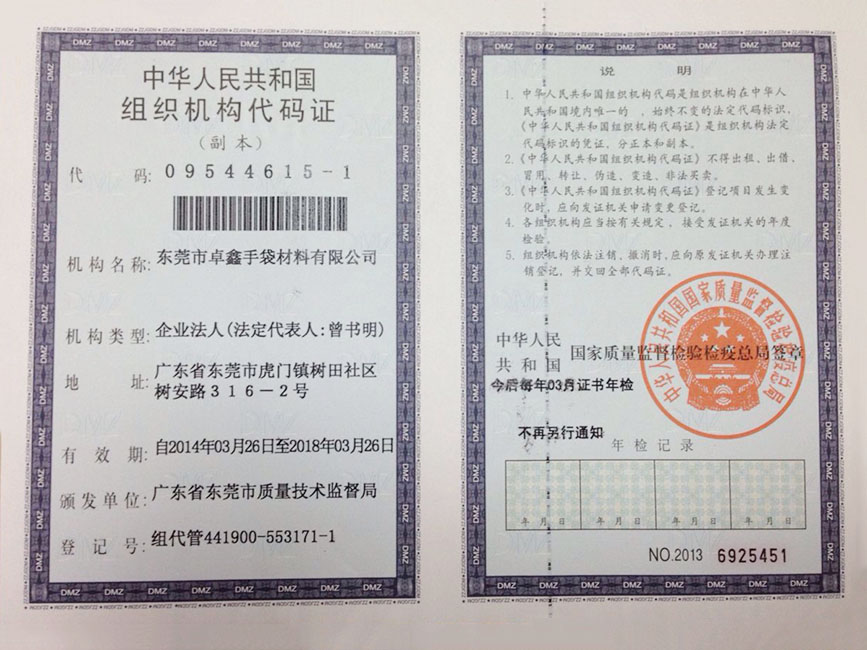 中华人民共和国
组织机构代码证
(副本)
代 码: 09544615-1
机构名称: 东莞市卓鑫手袋材料有限公司
机构类型: 企业法人(法定代表人:曾书明)
地 址: 广东省东莞市虎门镇树田社区
树安路316-2号
有 效 期: 自2014年03月26日至2018年03月26日
颁发单位: 广东省东莞市质量技术监督局
登 记 号: 组代管441900-553171-1
说 明
1. 中华人民共和国组织机构代码是组织机构在中华人
民共和国境内唯一的、始终不变的法定代码标识,
《中华人民共和国组织机构代码证》是组织机构法定
代码标识的凭证,分正本和副本。
2.《中华人民共和国组织机构代码证》不得出租、出借、
冒用、转让、伪造、变造、非法买卖。
3.《中华人民共和国组织机构代码证》登记项目发生变
化时,应向发证机关申请变更登记。
4. 各组织机构应当按有关规定,接受发证机关的年度
检验。
5. 组织机构依法注销、撤消时,应向原发证机关办理注
销登记,并交回全部代码证。
中华人民
共和国 国家质量监督检验检疫总局签章
中华人民共和国国家质量监督检验检疫总局
今后每年03月证书年检
不再另行通知
年检记录
年 月 日 年 月 日 年 月 日 年 月 日
NO.2013 6925451